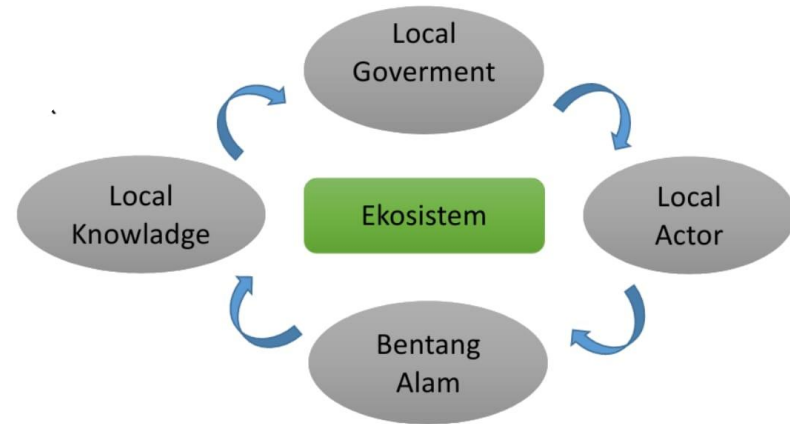 Local
Goverment
Local
Knowladge
Ekosistem
Local
Actor
Bentang
Alam